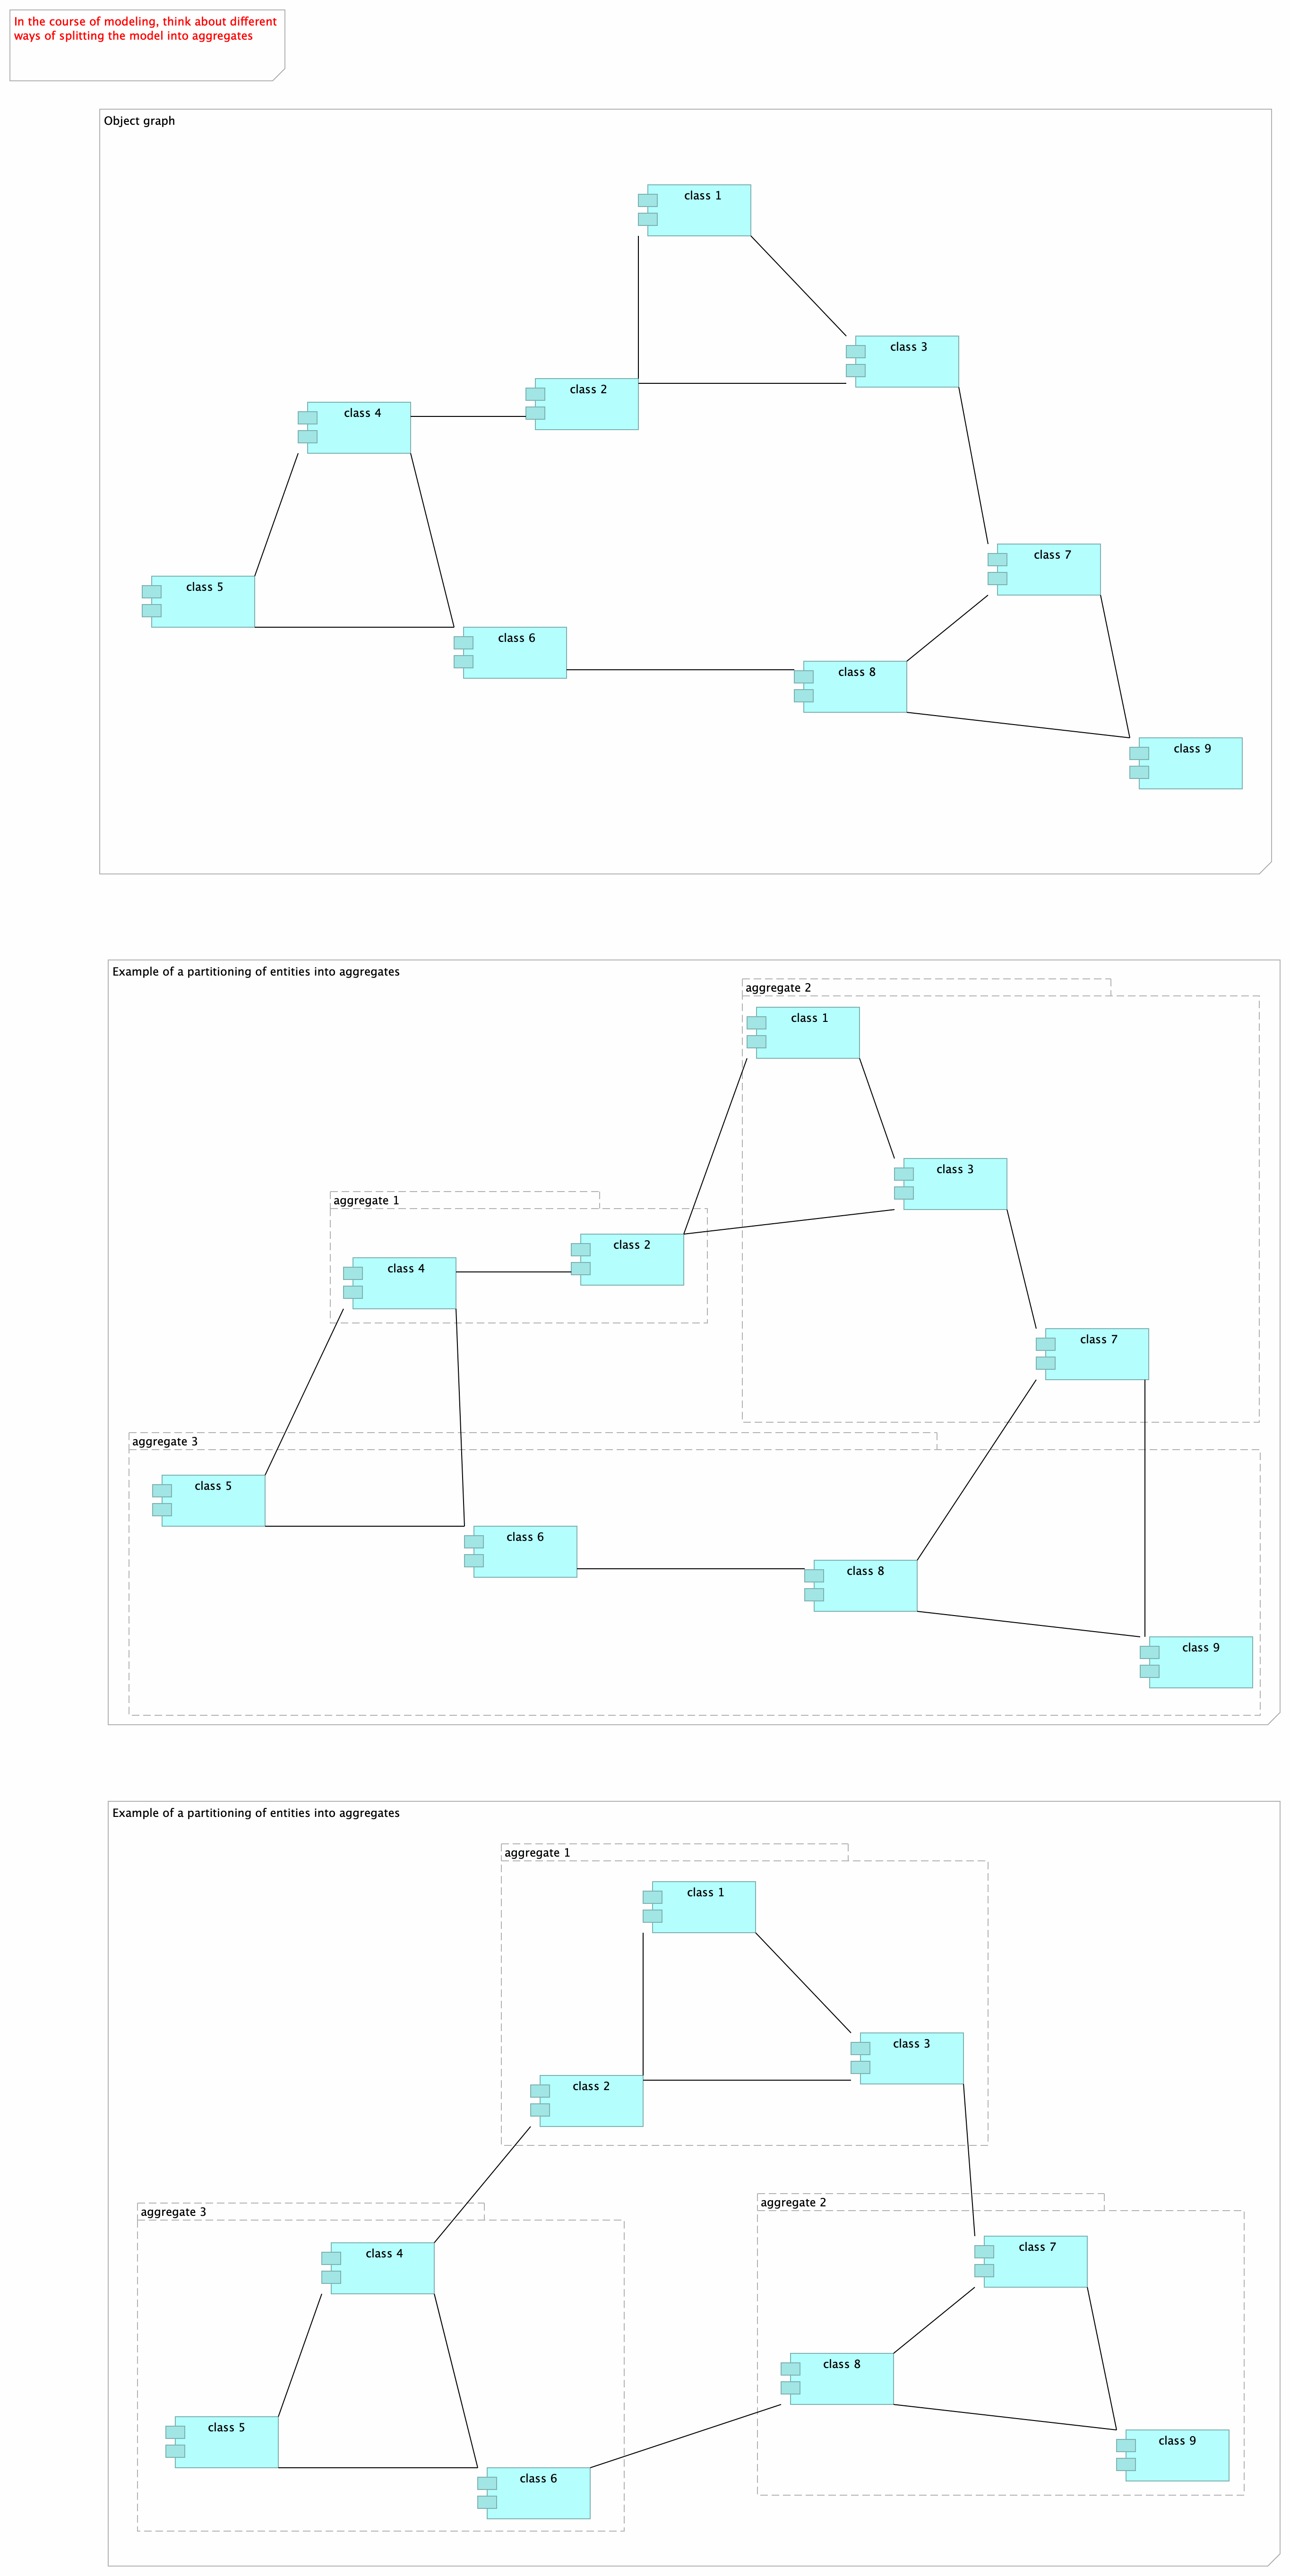 In the course of modeling, think about different
ways of splitting the model into aggregates
Object graph
class 1
class 3
class 2
class 4
class 7
class 5
class 6
class 8
class 9
Example of a partitioning of entities into aggregates
aggregate 2
class 1
class 3
aggregate 1
class 2
class 4
class 7
aggregate 3
class 5
class 6
class 8
class 9
Example of a partitioning of entities into aggregates
aggregate 1
class 1
class 3
class 2
aggregate 2
aggregate 3
class 7
class 4
class 8
class 5
class 9
class 6